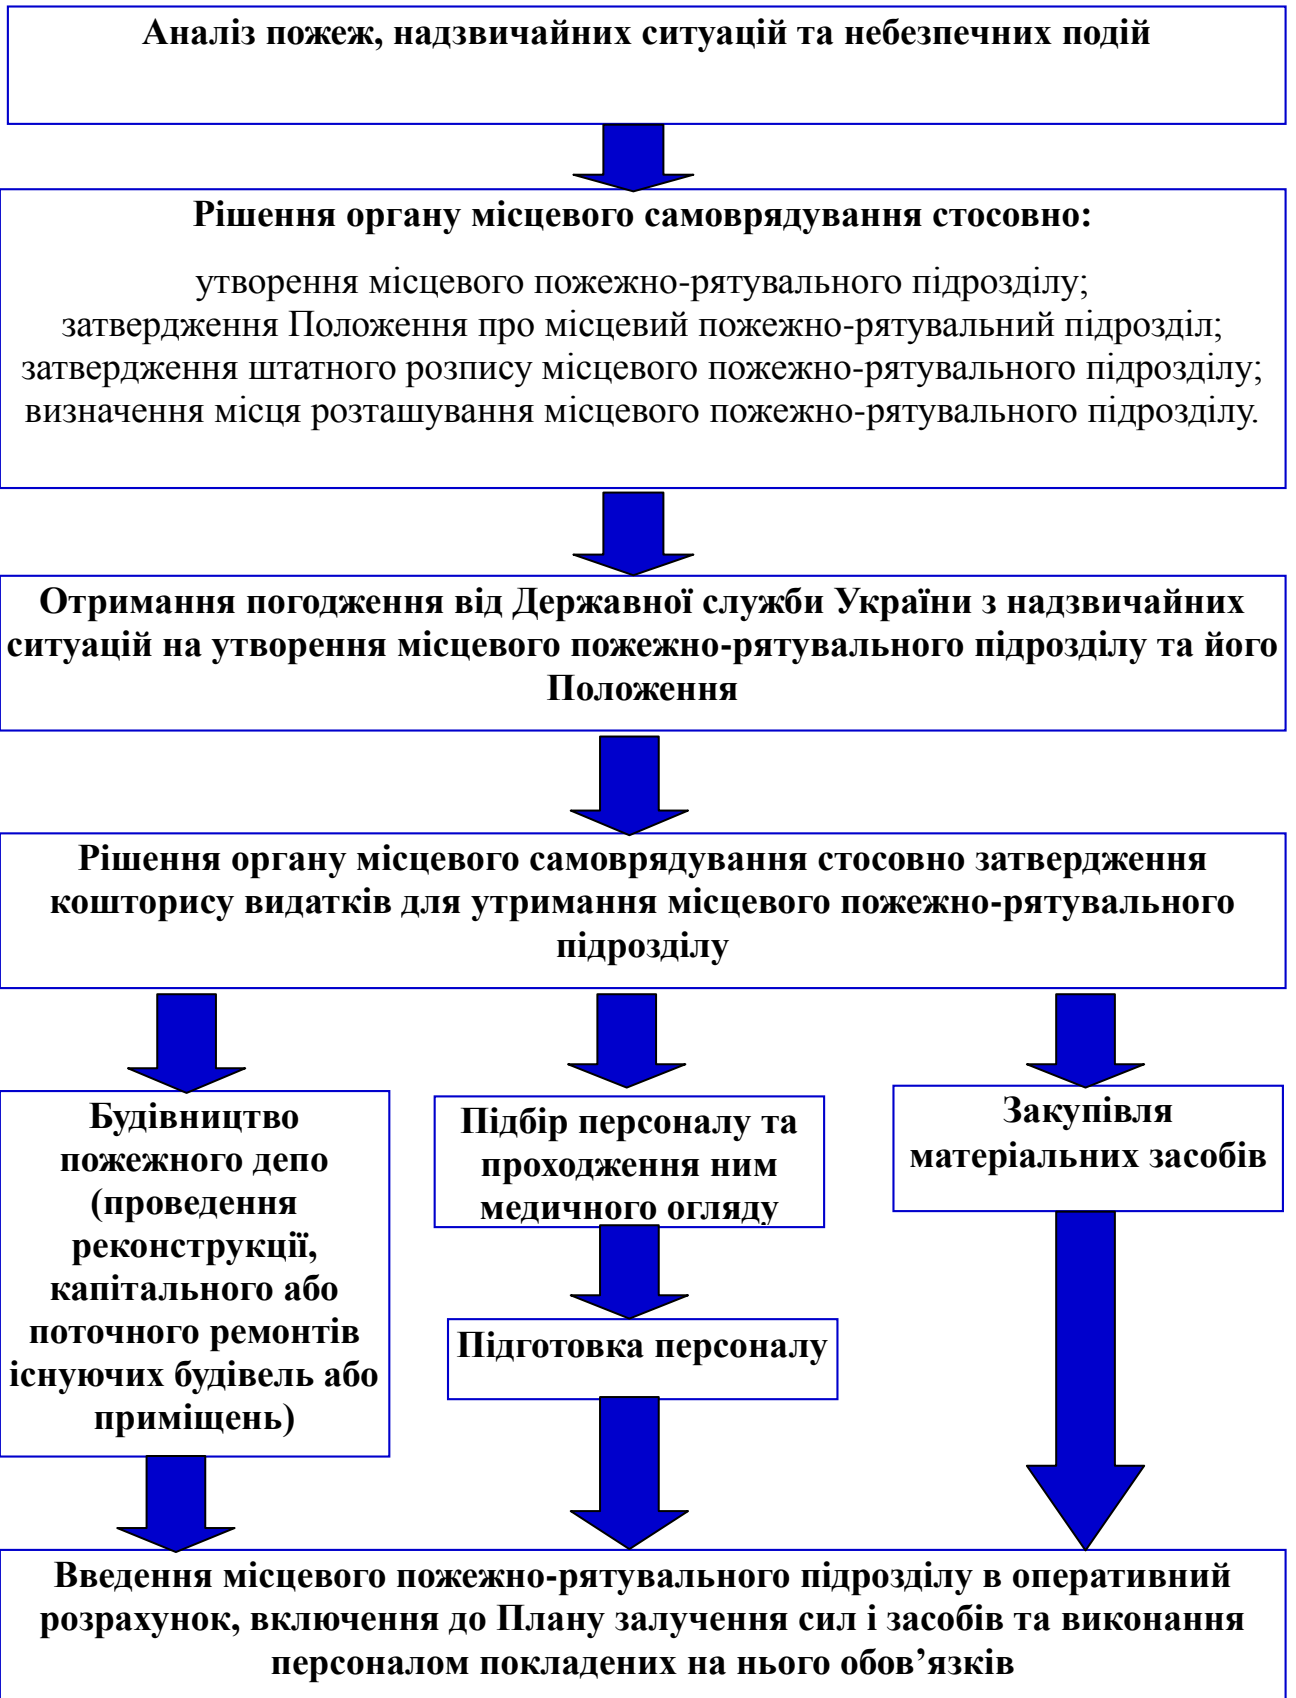 Аналіз пожеж, надзвичайних ситуацій та небезпечних подій
Рішення органу місцевого самоврядування стосовно:
утворення місцевого пожежно-рятувального підрозділу;
затвердження Положення про місцевий пожежно-рятувальний підрозділ;
затвердження штатного розпису місцевого пожежно-рятувального підрозділу;
визначення місця розташування місцевого пожежно-рятувального підрозділу.
Отримання погодження від Державної служби України з надзвичайних
ситуацій на утворення місцевого пожежно-рятувального підрозділу та його
Положення
Рішення органу місцевого самоврядування стосовно затвердження
кошторису видатків для утримання місцевого пожежно-рятувального
підрозділу
Будівництво
пожежного депо
(проведення
реконструкції,
капітального або
поточного ремонтів
існуючих будівель або
приміщень)
Підбір персоналу та
проходження ним
медичного огляду
Підготовка персоналу
Закупівля
матеріальних засобів
Введення місцевого пожежно-рятувального підрозділу в оперативний
розрахунок, включення до Плану залучення сил і засобів та виконання
персоналом покладених на нього обов’язків